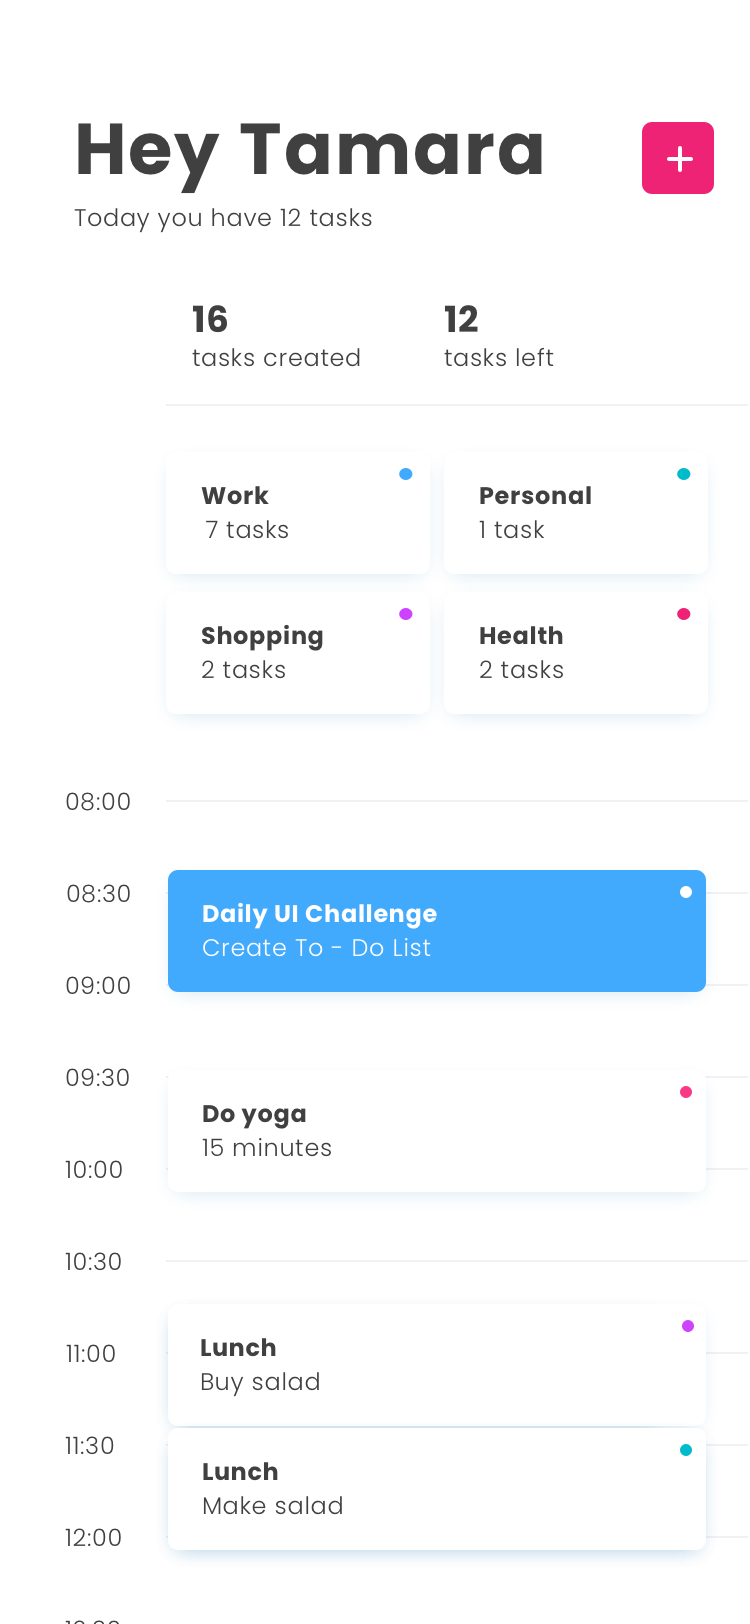 Hey Tamara
Today you have 12 tasks
16
tasks created
12
tasks left
Work
7 tasks
Personal
1 task
Shopping
2 tasks
Health
2 tasks
08:00
08:30
Daily UI Challenge
Create To - Do List
09:00
09:30
Do yoga
15 minutes
10:00
10:30
Lunch
11:00
Buy salad
11:30
Lunch
Make salad
12:00